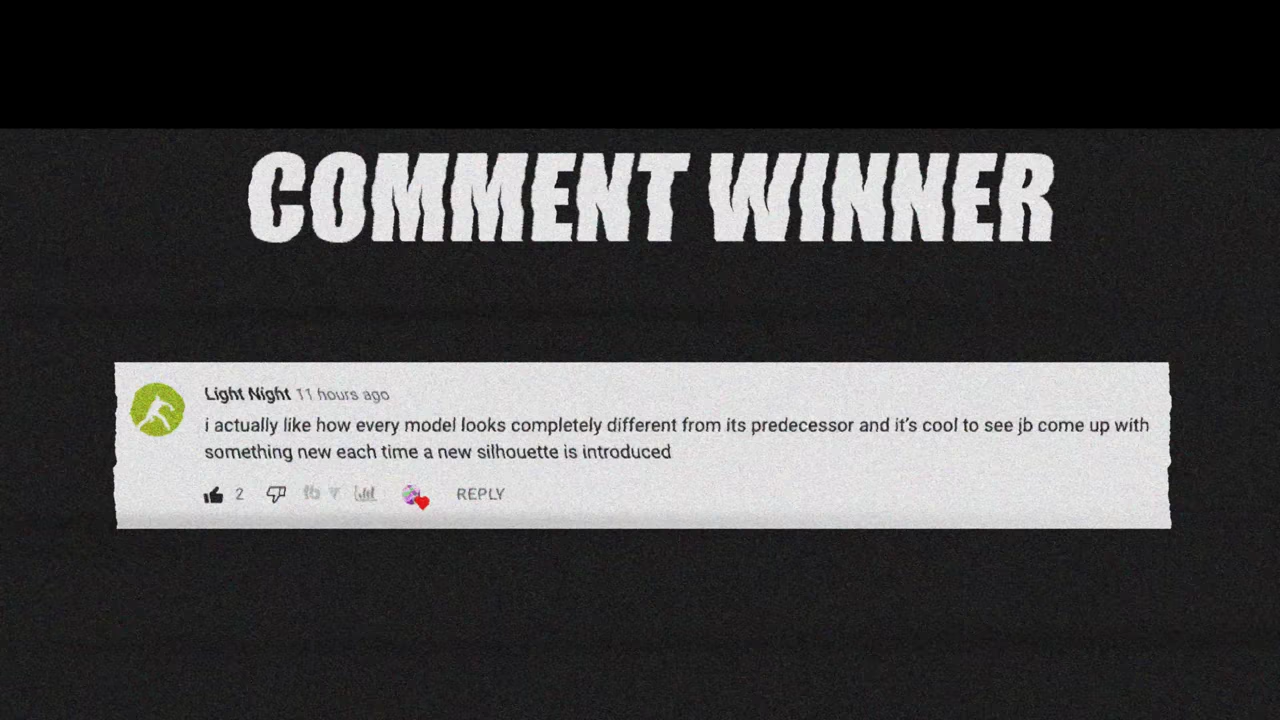 COMMENT WINNER
Light Night 11 hours ago
i actually like how every model looks completely different from its predecessor and it's cool to see jb come up with
something new each time a new silhouette is introduced
2 REPLY